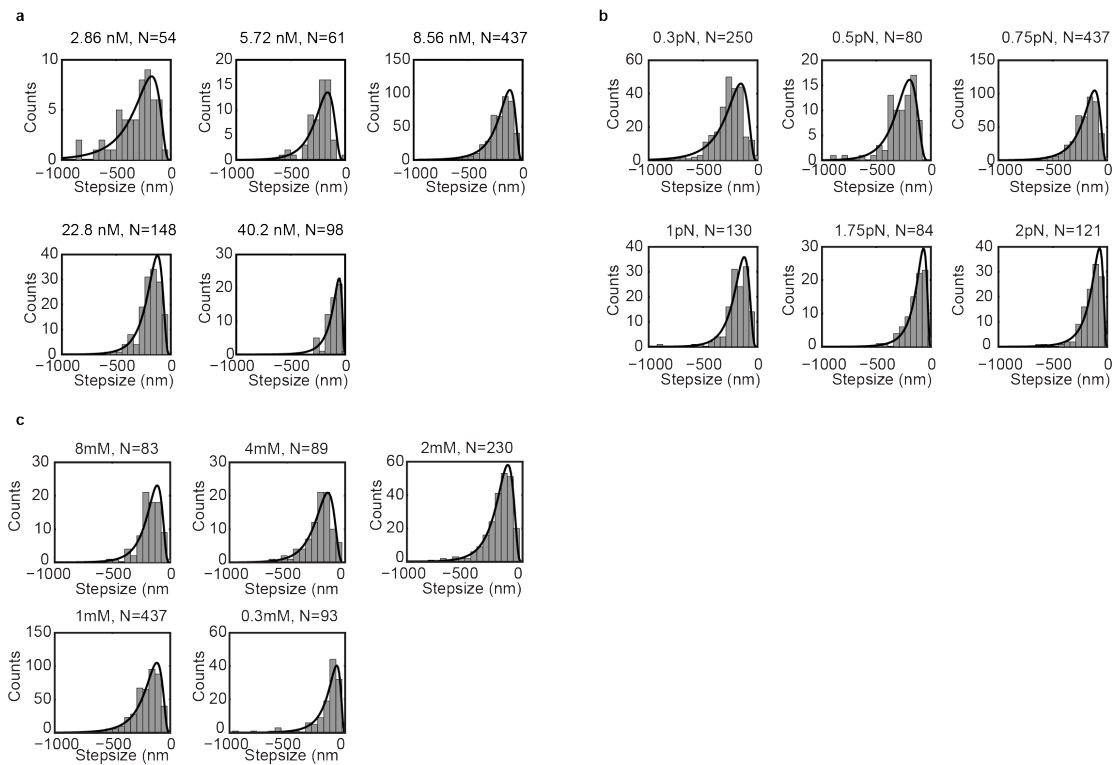 a
2.86 nM, N=54
10
5
0
Counts
−1000
−500
0
Stepsize (nm)
5.72 nM, N=61
20
15
10
5
0
Counts
−1000
−500
0
Stepsize (nm)
8.56 nM, N=437
150
100
50
0
Counts
−1000
−500
0
Stepsize (nm)
22.8 nM, N=148
40
30
20
10
0
Counts
−1000
−500
0
Stepsize (nm)
40.2 nM, N=98
30
20
10
0
Counts
−1000
−500
0
Stepsize (nm)
b
0.3pN, N=250
60
40
20
0
Counts
−1000
−500
0
Stepsize (nm)
0.5pN, N=80
20
15
10
5
0
Counts
−1000
−500
0
Stepsize (nm)
0.75pN, N=437
150
100
50
0
Counts
−1000
−500
0
Stepsize (nm)
1pN, N=130
40
30
20
10
0
Counts
−1000
−500
0
Stepsize (nm)
1.75pN, N=84
30
20
10
0
Counts
−1000
−500
0
Stepsize (nm)
2pN, N=121
40
30
20
10
0
Counts
−1000
−500
0
Stepsize (nm)
c
8mM, N=83
30
20
10
0
Counts
−1000
−500
0
Stepsize (nm
4mM, N=89
30
20
10
0
Counts
−1000
−500
0
Stepsize (nm
2mM, N=230
60
40
20
0
Counts
−1000
−500
0
Stepsize (nm
1mM, N=437
150
100
50
0
Counts
−1000
−500
0
Stepsize (nm
0.3mM, N=93
60
40
20
0
Counts
−1000
−500
0
Stepsize (nm